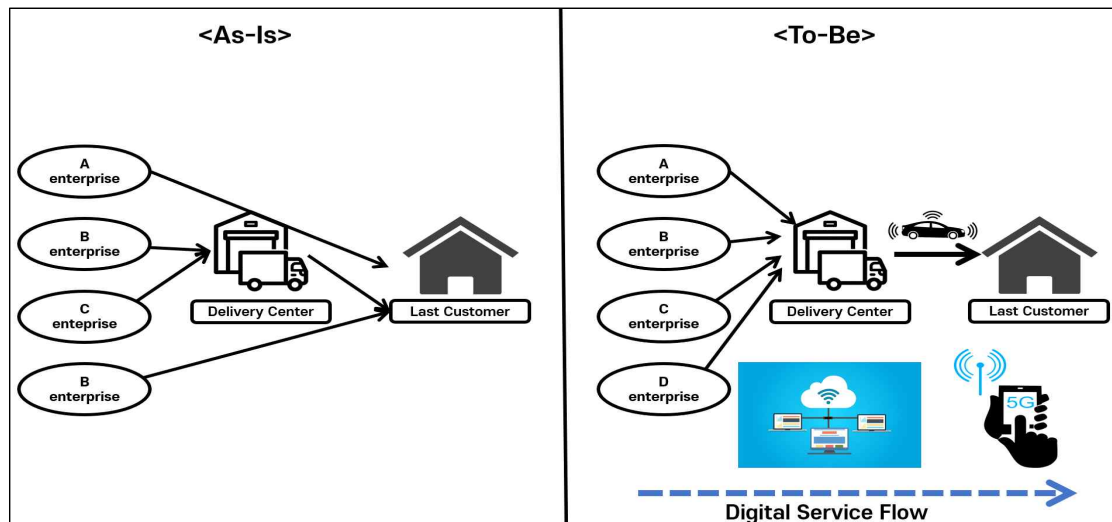 <As-Is>
A
enterprise
B
enterprise
C
enteprise
B
enterprise
Delivery Center
Last Customer
<To-Be>
A
enterprise
B
enterprise
C
enterprise
D
enterprise
Delivery Center
Last Customer
5G
Digital Service Flow